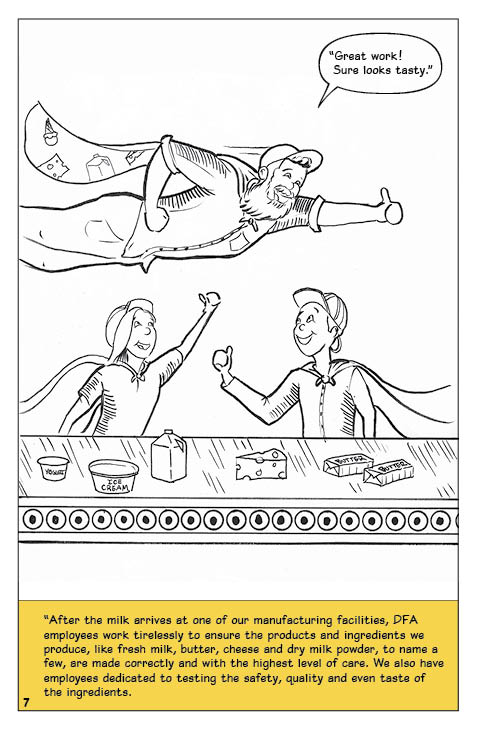 “Great work!
Sure looks tasty.”
YOGURT
ICE
CREAM
BUTTER
BUTTER
“After the milk arrives at one of our manufacturing facilities, DFA
employees work tirelessly to ensure the products and ingredients we
produce, like fresh milk, butter, cheese and dry milk powder, to name a
few, are made correctly and with the highest level of care. We also have
employees dedicated to testing the safety, quality and even taste of
the ingredients.
7